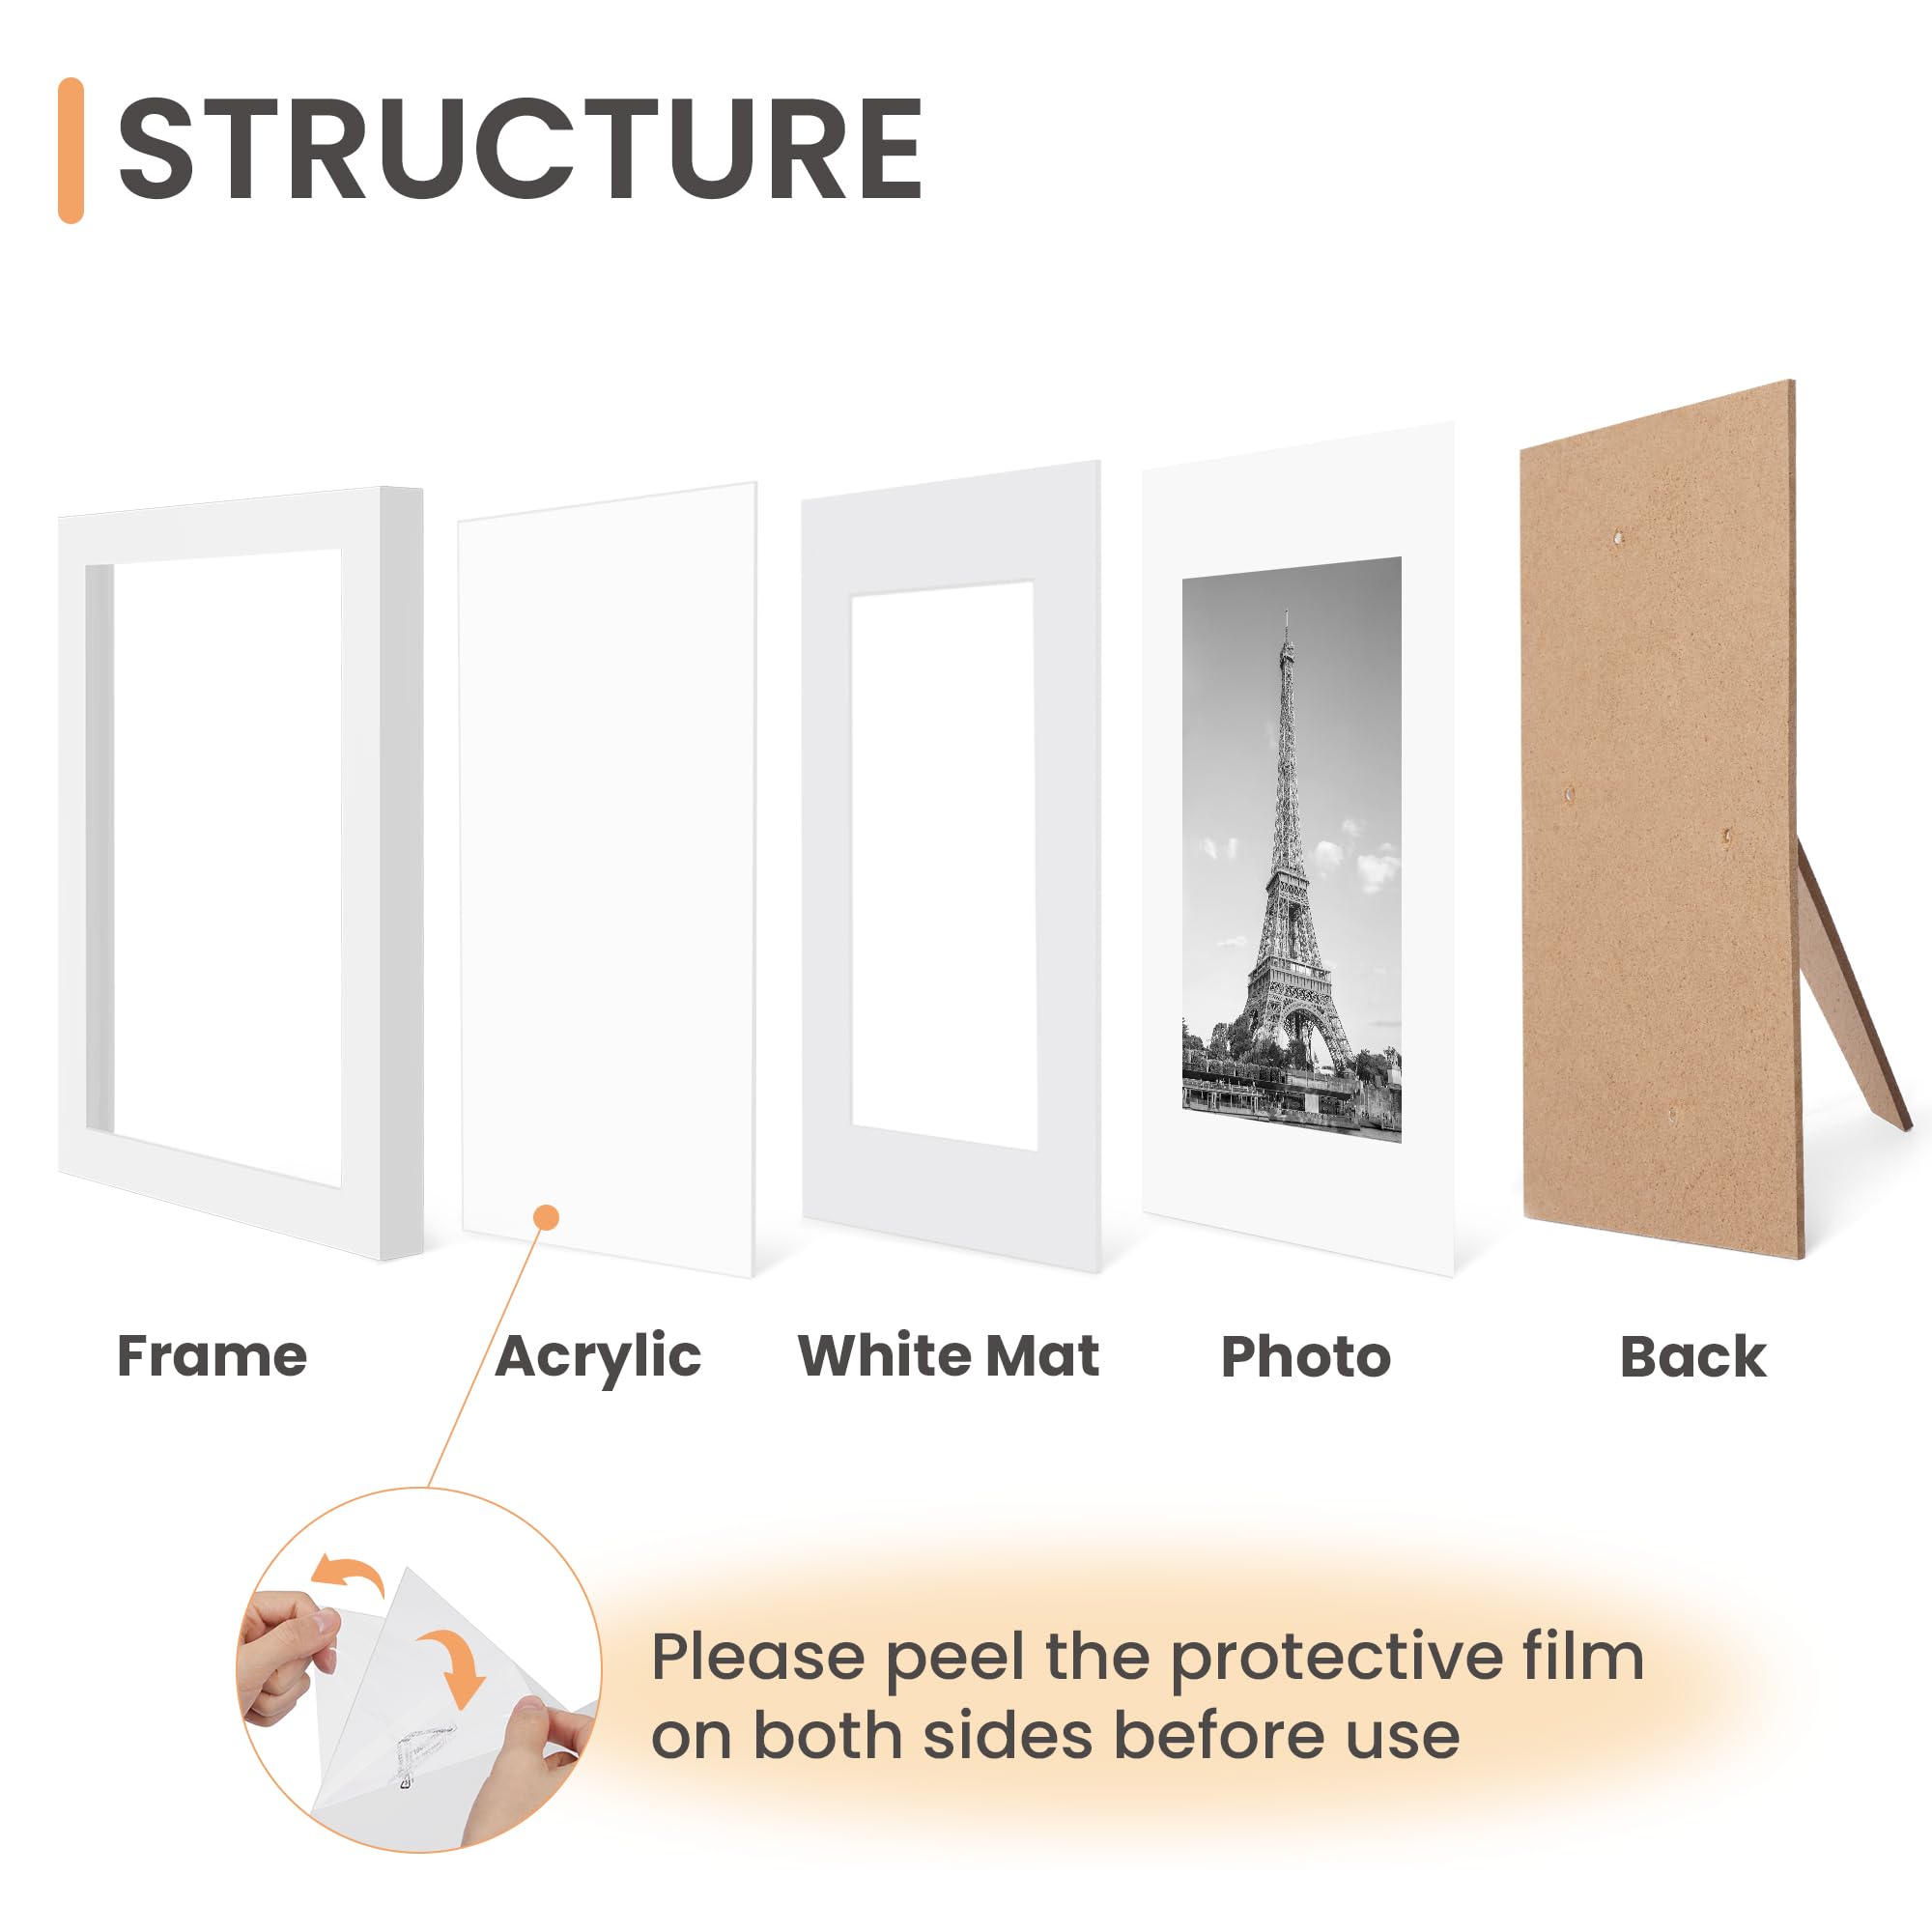 STRUCTURE
Frame
Acrylic
White Mat
Photo
Back
Please peel the protective film
on both sides before use